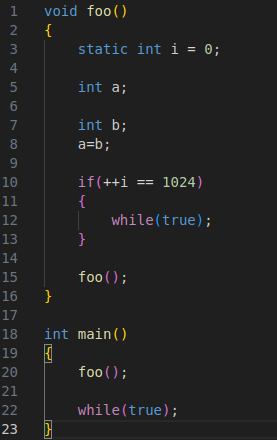 1 void foo()
2 {
3     static int i = 0;
4
5     int a;
6
7     int b;
8     a=b;
9
10     if(++i == 1024)
11     {
12         while(true);
13     }
14
15     foo();
16 }
17
18 int main()
19 {
20     foo();
21
22     while(true);
23 }